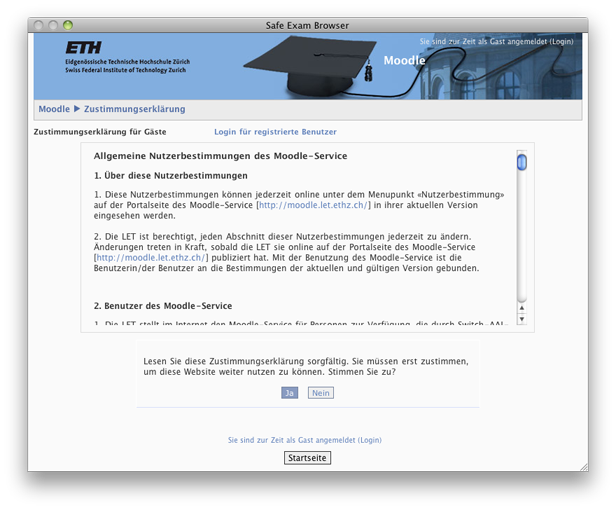 Safe Exam Browser
Sie sind zur Zeit als Gast angemeldet (Login)
ETH
Eidgenössische Technische Hochschule Zürich
Swiss Federal Institute of Technology Zurich
Moodle
Moodle ► Zustimmungserklärung
Zustimmungserklärung für Gäste
Login für registrierte Benutzer
Allgemeine Nutzerbestimmungen des Moodle-Service
1. Über diese Nutzerbestimmungen
1. Diese Nutzerbestimmungen können jederzeit online unter dem Menupunkt «Nutzerbestimmung»
auf der Portalseite des Moodle-Service [http://moodle.let.ethz.ch/] in ihrer aktuellen Version
eingesehen werden.
2. Die LET ist berechtigt, jeden Abschnitt dieser Nutzerbestimmungen jederzeit zu ändern.
Änderungen treten in Kraft, sobald die LET sie online auf der Portalseite des Moodle-Service
[http://moodle.let.ethz.ch/] publiziert hat. Mit der Benutzung des Moodle-Service ist die
Benutzerin/der Benutzer an die Bestimmungen der aktuellen und gültigen Version gebunden.
2. Benutzer des Moodle-Service
1. Die LET stellt im Internet den Moodle-Service für Personen zur Verfügung, die durch Switch-AAI-
Lesen Sie diese Zustimmungserklärung sorgfältig. Sie müssen erst zustimmen,
um diese Website weiter nutzen zu können. Stimmen Sie zu?
Ja
Nein
Sie sind zur Zeit als Gast angemeldet (Login)
Startseite